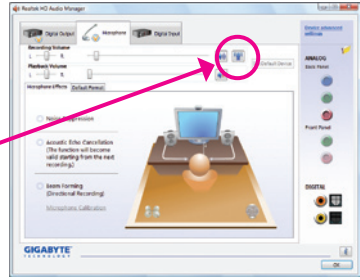 Realtek HD Audio Manager
Digital Output
Microphone
Digital Input
Device advanced
settings
Recording Volume
L
R
Default Device
Playback Volume
L
R
Microphone Effects
Default Format
Noise Suppression
Acoustic Echo Cancellation
(The function will become
valid starting from the next
recording.)
Beam Forming
(Directional Recording)
Microphone Calibration
ANALOG
Back Panel
Front Panel
DIGITAL
GIGABYTE
TECHNOLOGY
i
OK